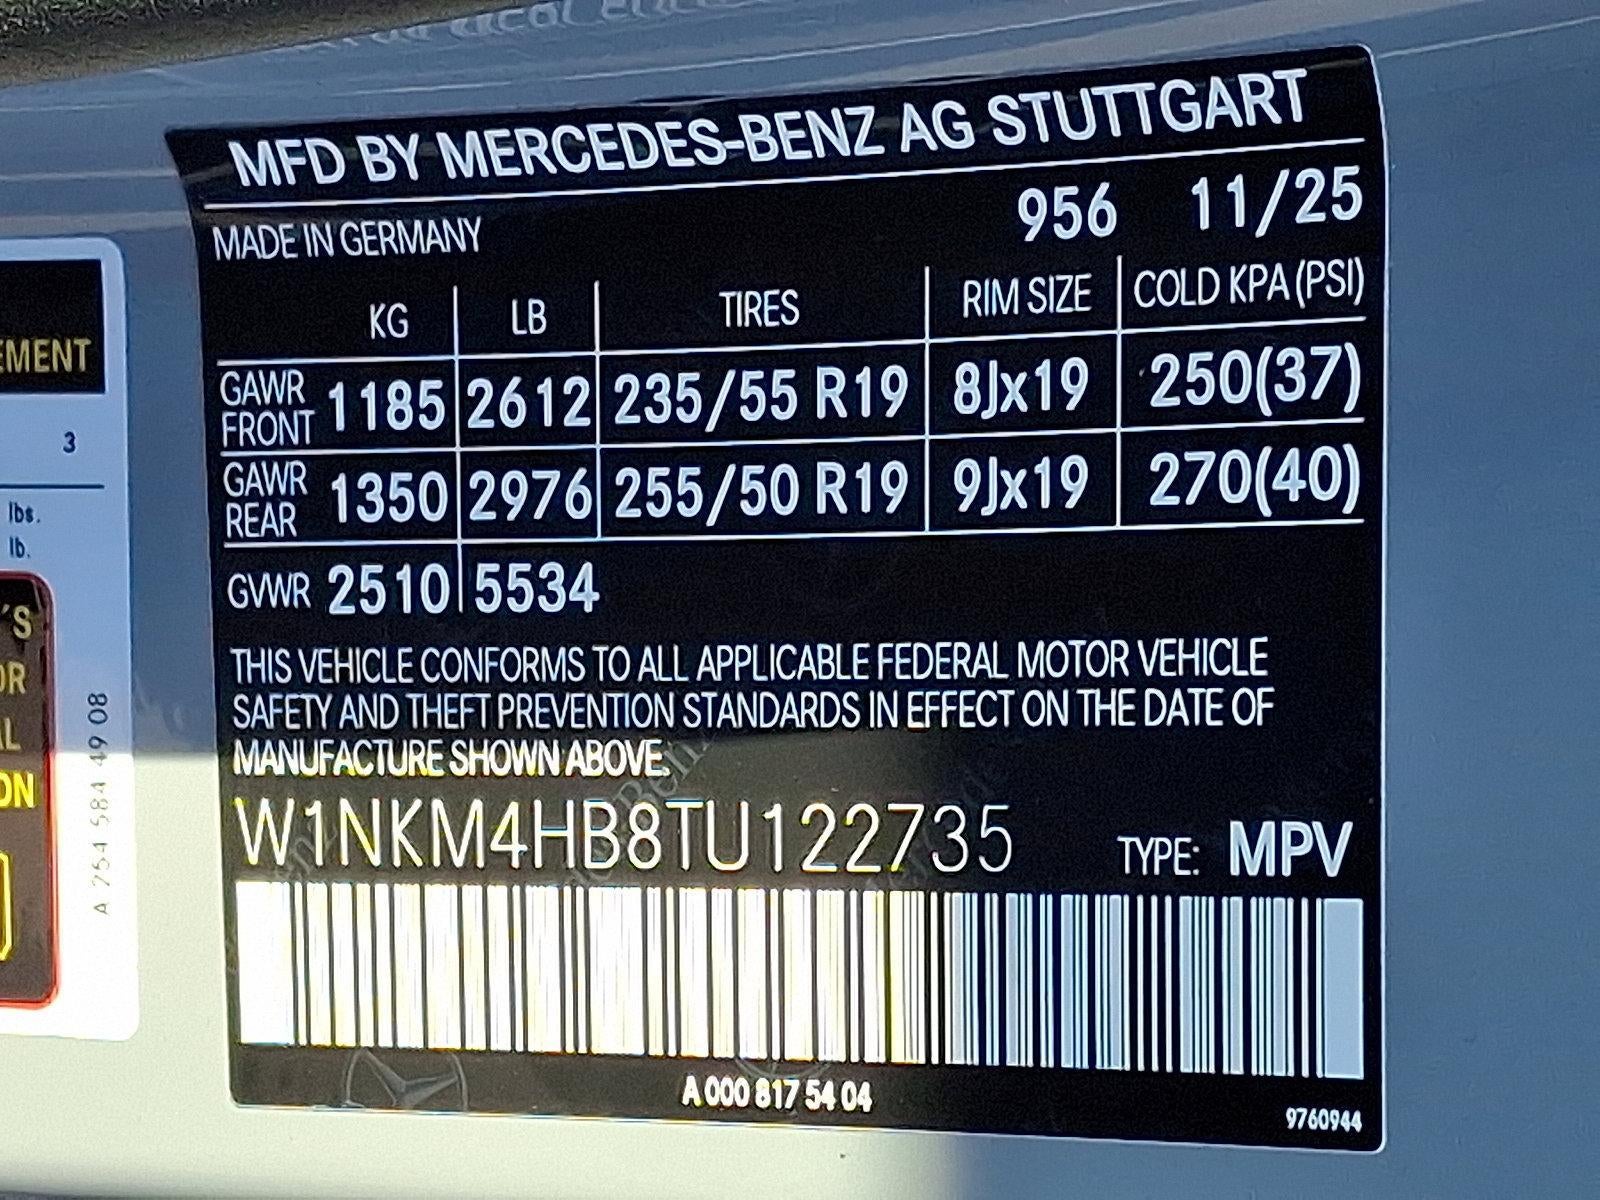 MFD BY MERCEDES-BENZ AG STUTTGART
MADE IN GERMANY 956 11/25
KG LB TIRES RIM SIZE COLD KPA (PSI)
GAWR FRONT 1185 2612 235/55 R19 8Jx19 250(37)
GAWR REAR 1350 2976 255/50 R19 9Jx19 270(40)
GVWR 2510 5534
THIS VEHICLE CONFORMS TO ALL APPLICABLE FEDERAL MOTOR VEHICLE
SAFETY AND THEFT PREVENTION STANDARDS IN EFFECT ON THE DATE OF
MANUFACTURE SHOWN ABOVE.
W1NKM4HB8TU122735 TYPE: MPV
A 000 817 54 04
9760944
EMENT
3
lbs.
lb.
'S
OR
AL
ON
A 254 584 49 08